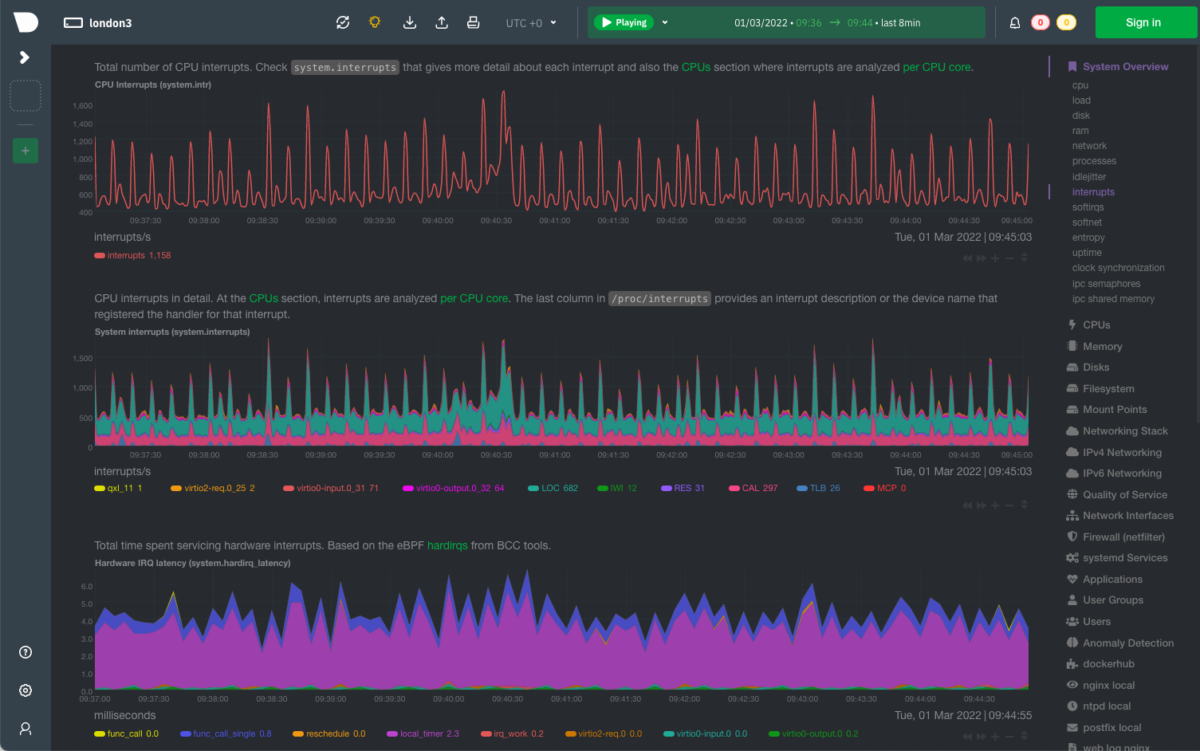 london3
UTC +0
Playing
01/03/2022 • 09:36 → 09:44 • last 8min
0
0
Sign in
Total number of CPU interrupts. Check system.interrupts that gives more detail about each interrupt and also the CPUs section where interrupts are analyzed per CPU core.
CPU Interrupts (system.intr)
1,600
1,400
1,200
1,000
800
600
400
09:37:30 09:38:00 09:38:30 09:39:00 09:39:30 09:40:00 09:40:30 09:41:00 09:41:30 09:42:00 09:42:30 09:43:00 09:43:30 09:44:00 09:44:30 09:45:00
interrupts/s
Tue, 01 Mar 2022 | 09:45:03
interrupts 1,158
CPU interrupts in detail. At the CPUs section, interrupts are analyzed per CPU core. The last column in /proc/interrupts provides an interrupt description or the device name that
registered the handler for that interrupt.
System interrupts (system.interrupts)
1,500
1,000
500
0
09:37:30 09:38:00 09:38:30 09:39:00 09:39:30 09:40:00 09:40:30 09:41:00 09:41:30 09:42:00 09:42:30 09:43:00 09:43:30 09:44:00 09:44:30 09:45:00
interrupts/s
Tue, 01 Mar 2022 | 09:45:03
qxl_11 1 virtio2-req.0_25 2 virtio0-input.0_31 71 virtio0-output.0_32 64 LOC 682 IWI 12 RES 31 CAL 297 TLB 26 MCP 0
Total time spent servicing hardware interrupts. Based on the eBPF hardirqs from BCC tools.
Hardware IRQ latency (system.hardirq_latency)
6.0
5.0
4.0
3.0
2.0
1.0
0.0
09:37:00 09:37:30 09:38:00 09:38:30 09:39:00 09:39:30 09:40:00 09:40:30 09:41:00 09:41:30 09:42:00 09:42:30 09:43:00 09:43:30 09:44:00 09:44:30
milliseconds
Tue, 01 Mar 2022 | 09:44:55
func_call 0.0 func_call_single 0.8 reschedule 0.0 local_timer 2.3 irq_work 0.2 virtio2-req.0 0.0 virtio0-input.0 0.0 virtio0-output.0 0.2
System Overview
cpu
load
disk
ram
network
processes
idlejitter
interrupts
softirqs
softnet
entropy
uptime
clock synchronization
ipc semaphores
ipc shared memory
CPUs
Memory
Disks
Filesystem
Mount Points
Networking Stack
IPv4 Networking
IPv6 Networking
Quality of Service
Network Interfaces
Firewall (netfilter)
systemd Services
Applications
User Groups
Users
Anomaly Detection
dockerhub
nginx local
ntpd local
postfix local
web log nginx